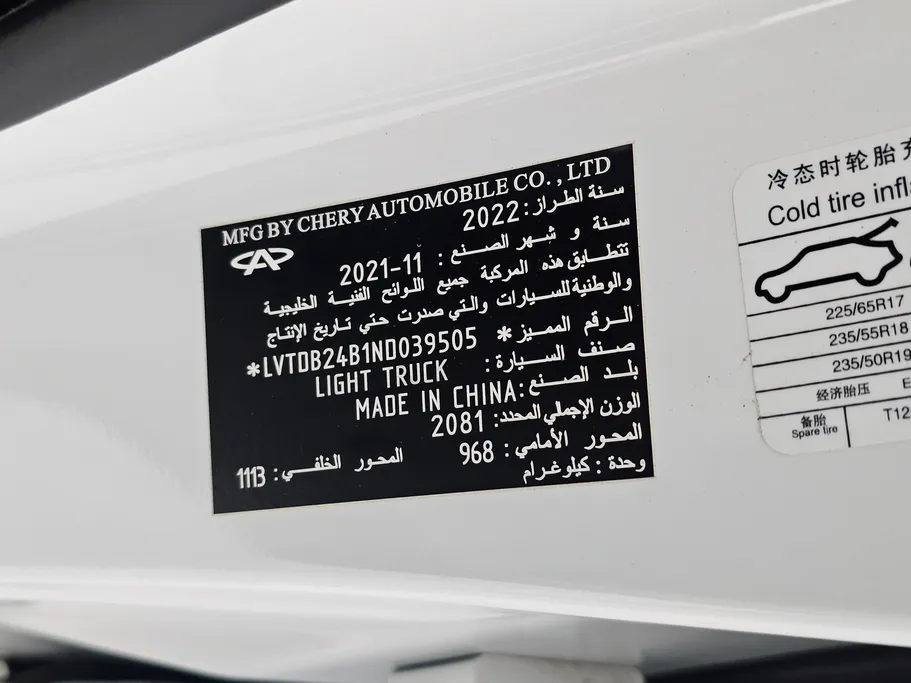 MFG BY CHERY AUTOMOBILE CO., LTD
سنة الطراز: 2022
سنة و شهر الصنع : 2021-11
تتطابق هذه المركبة جميع اللوائح الفنية الخليجية
والوطنية للسيارات والتي صدرت حتي تاريخ الإنتاج
الرقم المميز *
*LVTDB24B1ND039505
صنف السيارة: LIGHT TRUCK
بلد الصنع: MADE IN CHINA
الوزن الإجمالي المحدد: 2081
المحور الأمامي: 968 المحور الخلفي: 1113
وحدة : كيلوغرام
冷态时轮胎充
Cold tire infla
225/65R17
235/55R18
235/50R19
经济胎压 E
备胎
Spare tire
T12